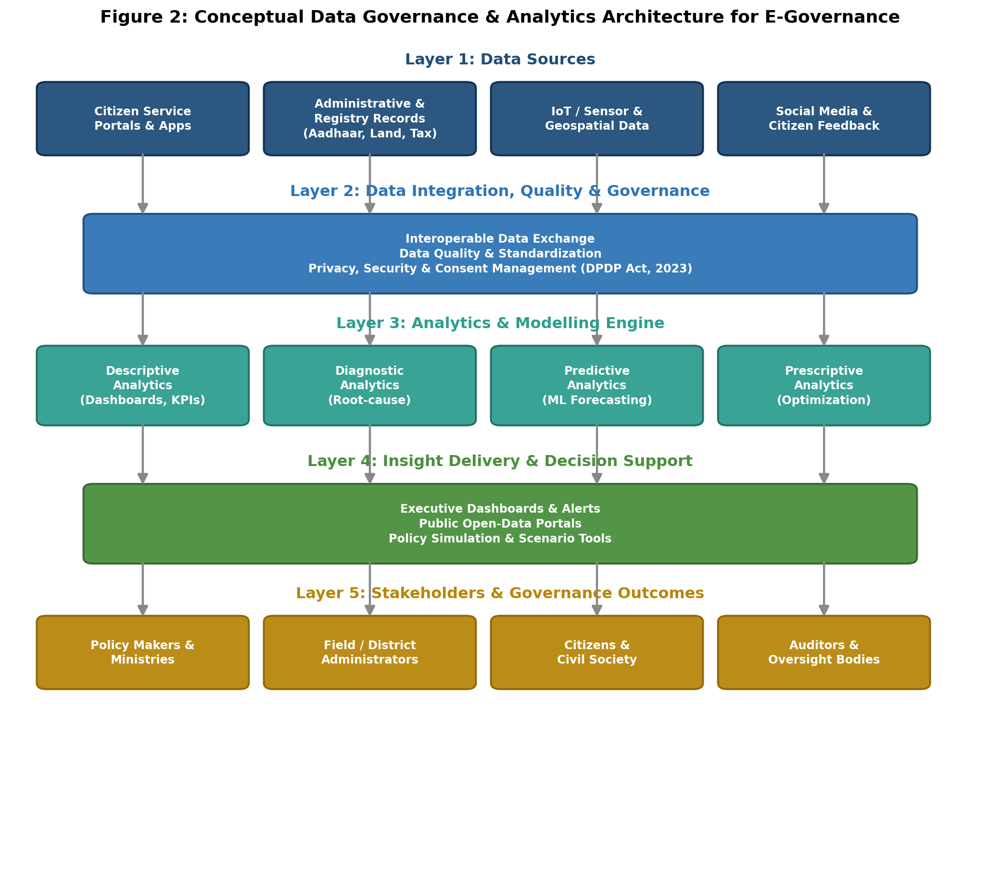 Figure 2: Conceptual Data Governance & Analytics Architecture for E-Governance
Layer 1: Data Sources
Citizen Service
Portals & Apps
Administrative &
Registry Records
(Aadhaar, Land, Tax)
IoT / Sensor &
Geospatial Data
Social Media &
Citizen Feedback
Layer 2: Data Integration, Quality & Governance
Interoperable Data Exchange
Data Quality & Standardization
Privacy, Security & Consent Management (DPDP Act, 2023)
Layer 3: Analytics & Modelling Engine
Descriptive
Analytics
(Dashboards, KPIs)
Diagnostic
Analytics
(Root-cause)
Predictive
Analytics
(ML Forecasting)
Prescriptive
Analytics
(Optimization)
Layer 4: Insight Delivery & Decision Support
Executive Dashboards & Alerts
Public Open-Data Portals
Policy Simulation & Scenario Tools
Layer 5: Stakeholders & Governance Outcomes
Policy Makers &
Ministries
Field / District
Administrators
Citizens &
Civil Society
Auditors &
Oversight Bodies